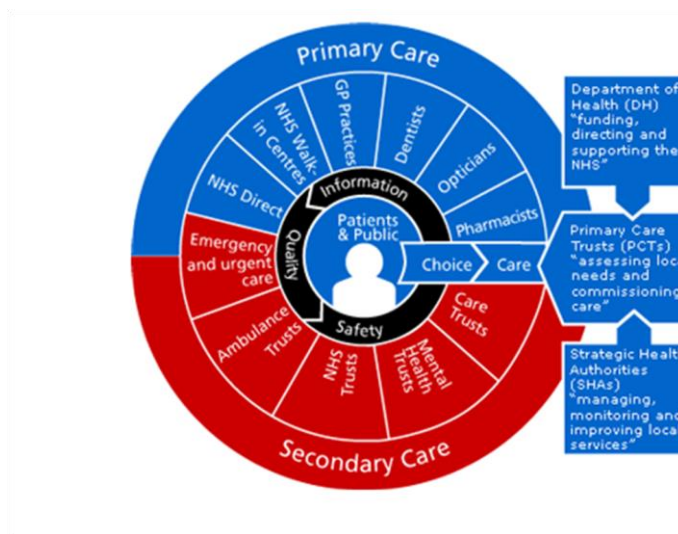 Primary Care
NHS Direct
NHS Walk-
in Centres
GP Practices
Dentists
Opticians
Pharmacists
Information
Quality
Safety
Patients
& Public
Choice
Care
Emergency
and urgent
care
Ambulance
Trusts
NHS
Trusts
Mental
Health
Trusts
Care
Trusts
Secondary Care
Department of
Health (DH)
"funding,
directing and
supporting the
NHS"
Primary Care
Trusts (PCTs)
"assessing loca
needs and
commissioning
care"
Strategic Healt
Authorities
(SHAs)
"managing,
monitoring and
improving loca
services"